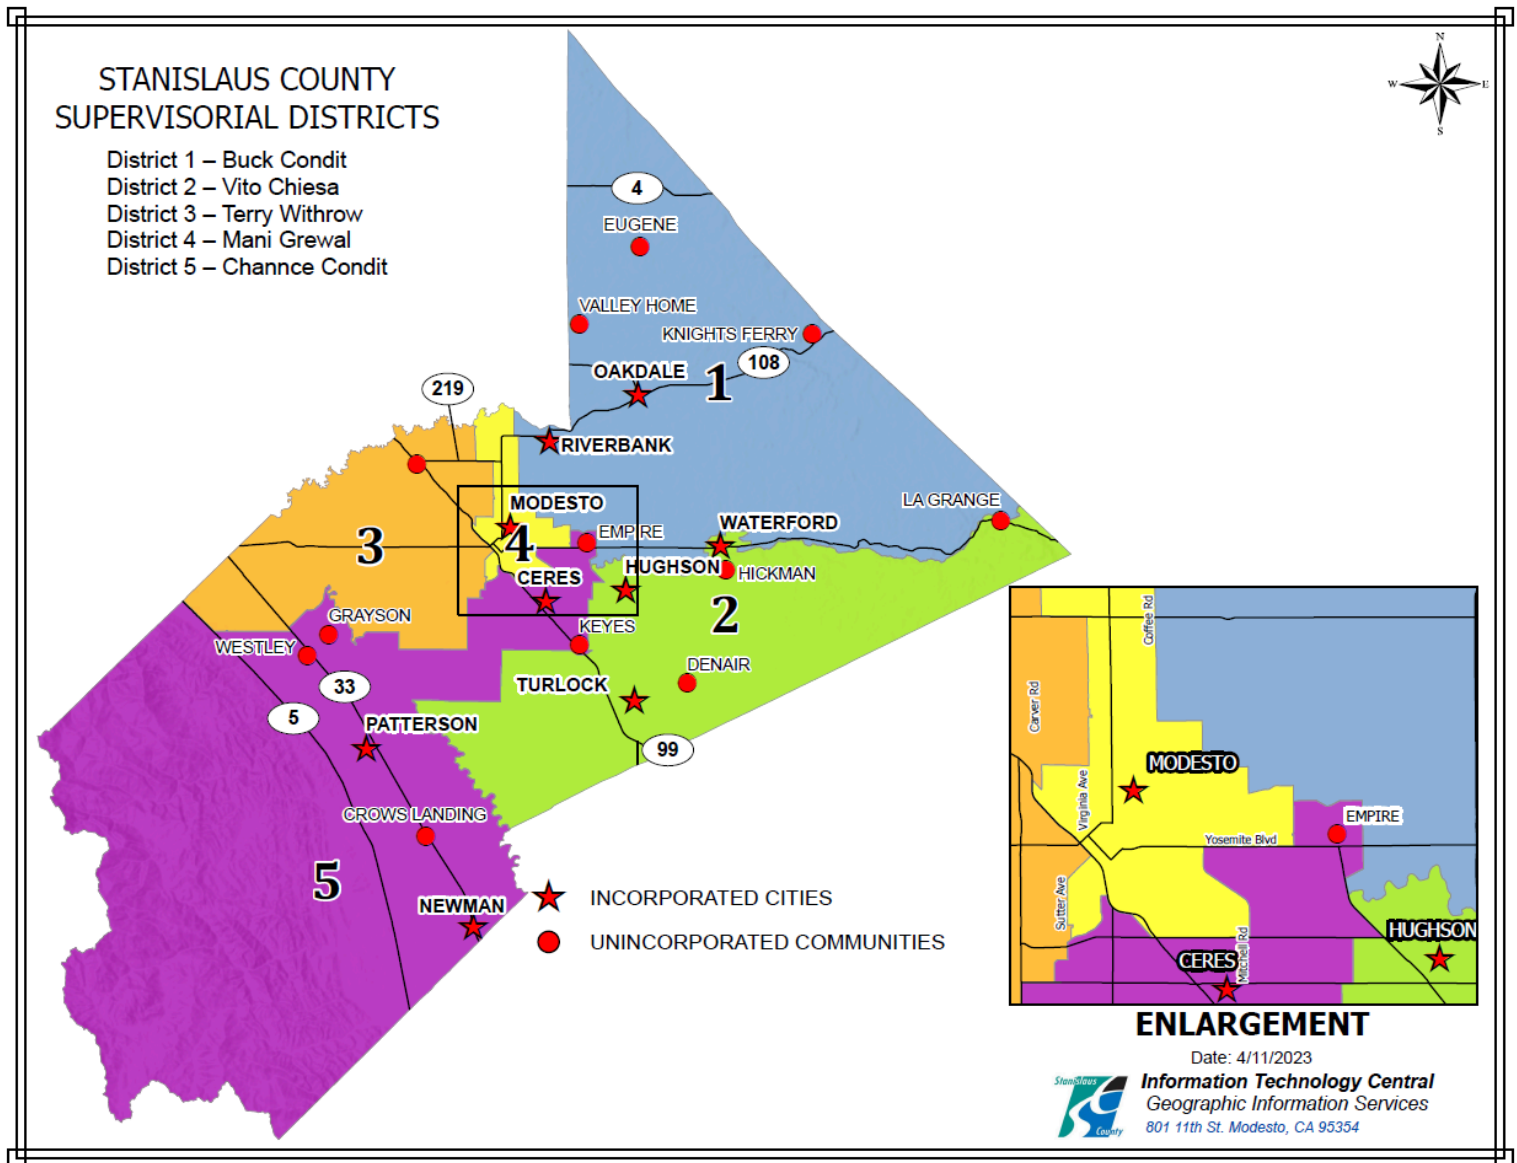 STANISLAUS COUNTY
SUPERVISORIAL DISTRICTS
District 1 – Buck Condit
District 2 – Vito Chiesa
District 3 – Terry Withrow
District 4 – Mani Grewal
District 5 – Channce Condit
N
W
E
S
4
EUGENE
VALLEY HOME
KNIGHTS FERRY
108
OAKDALE
1
219
RIVERBANK
LA GRANGE
MODESTO
WATERFORD
EMPIRE
3
4
HUGHSON
HICKMAN
CERES
2
GRAYSON
KEYES
WESTLEY
DENAIR
33
TURLOCK
5
PATTERSON
99
CROWS LANDING
5
NEWMAN
INCORPORATED CITIES
UNINCORPORATED COMMUNITIES
Coffee Rd
Carver Rd
MODESTO
Virginia Ave
EMPIRE
Yosemite Blvd
Sutter Ave
HUGHSON
Mitchell Rd
CERES
ENLARGEMENT
Date: 4/11/2023
Stanislaus
County
Information Technology Central
Geographic Information Services
801 11th St. Modesto, CA 95354